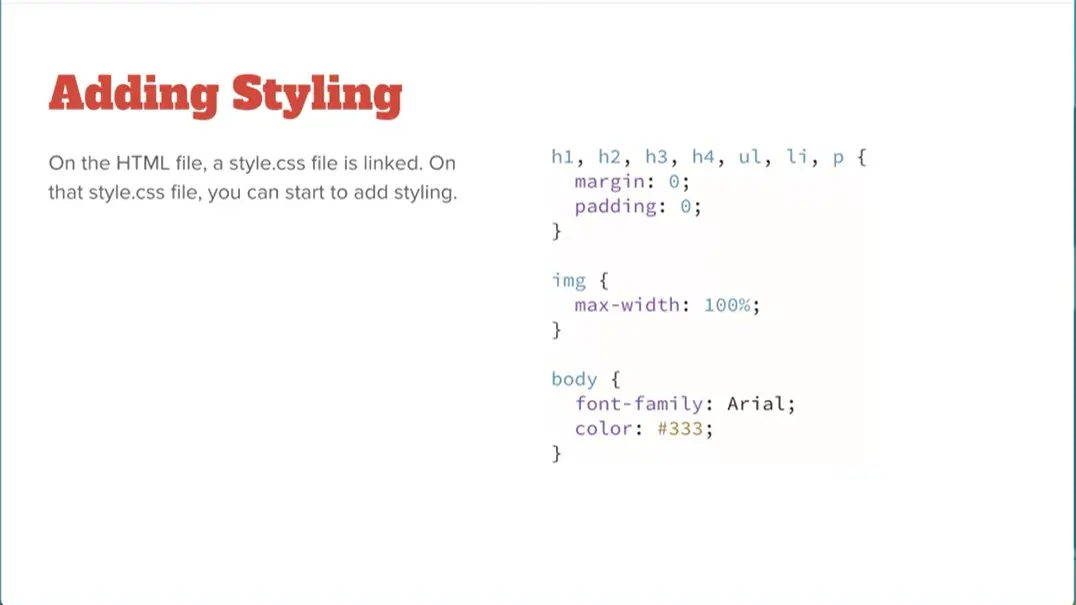 Adding Styling
On the HTML file, a style.css file is linked. On
that style.css file, you can start to add styling.
h1, h2, h3, h4, ul, li, p {
  margin: 0;
  padding: 0;
}
img {
  max-width: 100%;
}
body {
  font-family: Arial;
  color: #333;
}